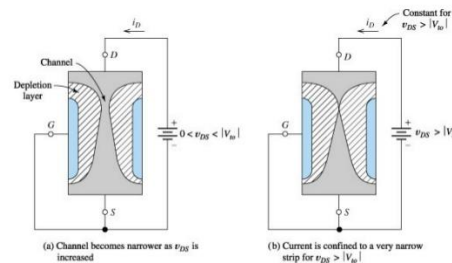 i_D
D
Channel
Depletion
layer
G
+
−
0 < v_DS < |V_to|
S
(a) Channel becomes narrower as v_DS is
increased
i_D
Constant for
v_DS > |V_to|
D
G
+
−
v_DS > |V
S
(b) Current is confined to a very narrow
strip for v_DS > |V_to|